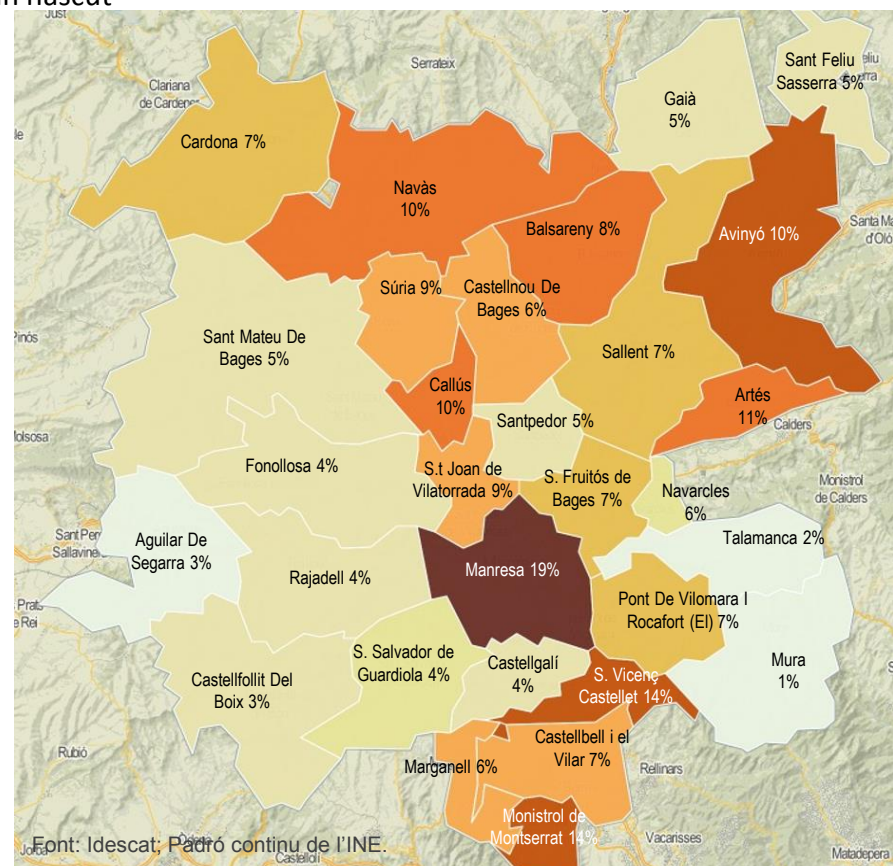 n nascut
Just
Serrateix
Clariana
de Cardener
Sant Feliu
Sasserra 5%
Gaià
5%
Cardona 7%
Navàs
10%
Balsareny 8%
Avinyó 10%
Santa Ma
d'Oló
Súria 9%
Castellnou De
Bages 6%
Pinós
Sant Mateu De
Bages 5%
Sallent 7%
Callús
10%
Artés
11%
Calders
Santpedor 5%
Molsosa
Fonollosa 4%
S.t Joan de
Vilatorrada 9%
S. Fruitós de
Bages 7%
Navarcles
6%
Monistrol
de Calders
Sant Per
Sallavine
Aguilar De
Segarra 3%
Talamanca 2%
Rajadell 4%
Manresa 19%
s Prats
e Rei
Pont De Vilomara I
Rocafort (El) 7%
S. Salvador de
Guardiola 4%
Castellgalí
4%
Mura
1%
Castellfollit Del
Boix 3%
S. Vicenç
Castellet 14%
Rubió
Castellbell i el
Vilar 7%
Marganell 6%
Rellinars
Monistrol de
Montserrat 14%
Vacarisses
Font: Idescat; Padró continu de l'INE.
Castellolí
Matadepera